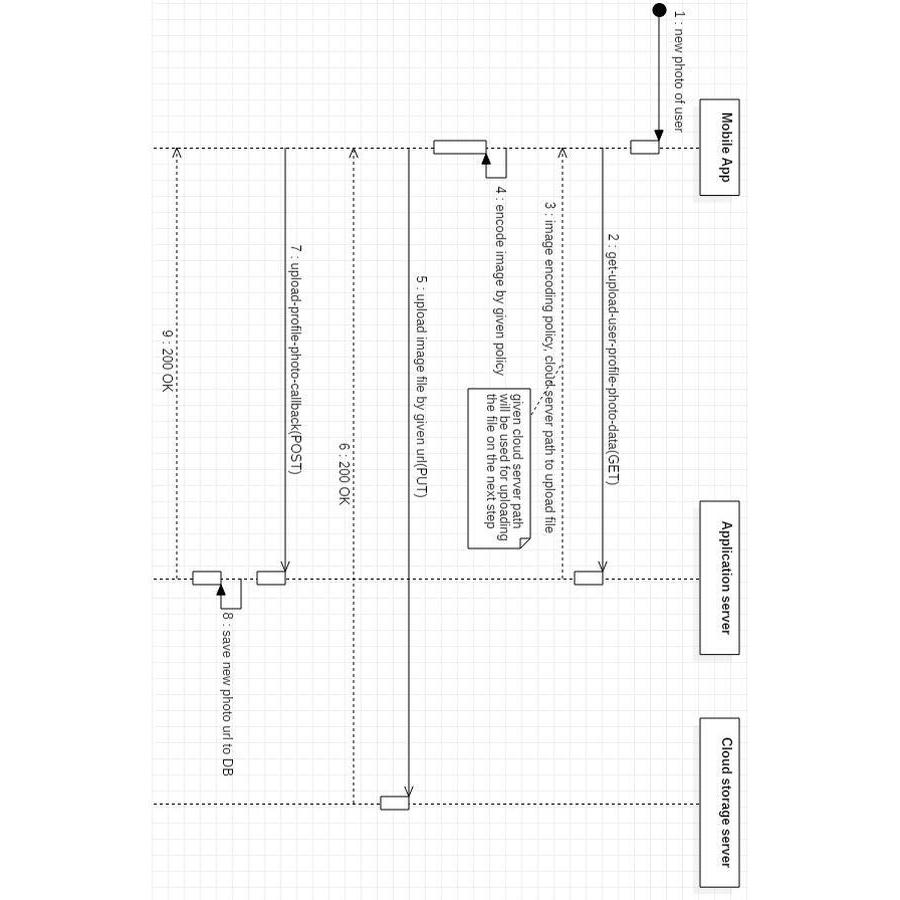 Mobile App
Application server
Cloud storage server
1 : new photo of user
2 : get-upload-user-profile-photo-data(GET)
3 : image encoding policy, cloud server path to upload file
given cloud server path
will be used for uploading
the file on the next step
4 : encode image by given policy
5 : upload image file by given url(PUT)
6 : 200 OK
7 : upload-profile-photo-callback(POST)
8 : save new photo url to DB
9 : 200 OK